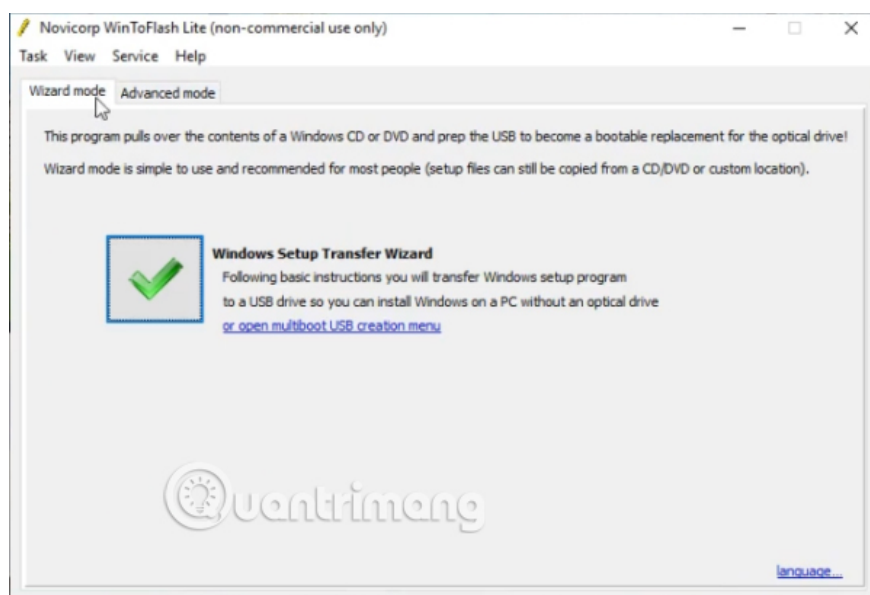 Novicorp WinToFlash Lite (non-commercial use only)
Task View Service Help
Wizard mode Advanced mode
This program pulls over the contents of a Windows CD or DVD and prep the USB to become a bootable replacement for the optical drive!
Wizard mode is simple to use and recommended for most people (setup files can still be copied from a CD/DVD or custom location).
Windows Setup Transfer Wizard
Following basic instructions you will transfer Windows setup program
to a USB drive so you can install Windows on a PC without an optical drive
or open multiboot USB creation menu
Quantrimang
language...